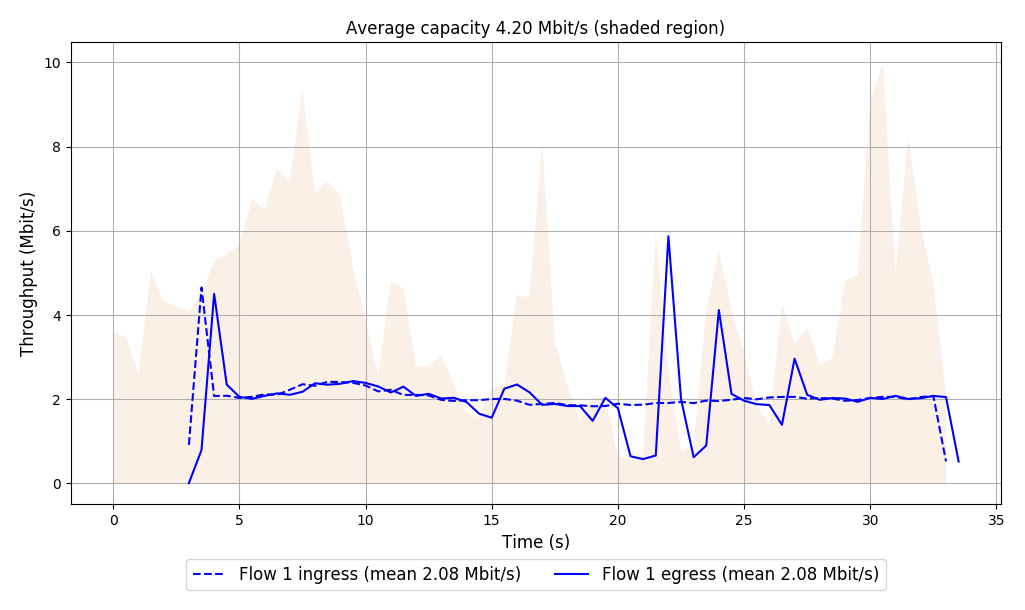 Average capacity 4.20 Mbit/s (shaded region)
Throughput (Mbit/s)
10
8
6
4
2
0
0 5 10 15 20 25 30 35
Time (s)
Flow 1 ingress (mean 2.08 Mbit/s) Flow 1 egress (mean 2.08 Mbit/s)